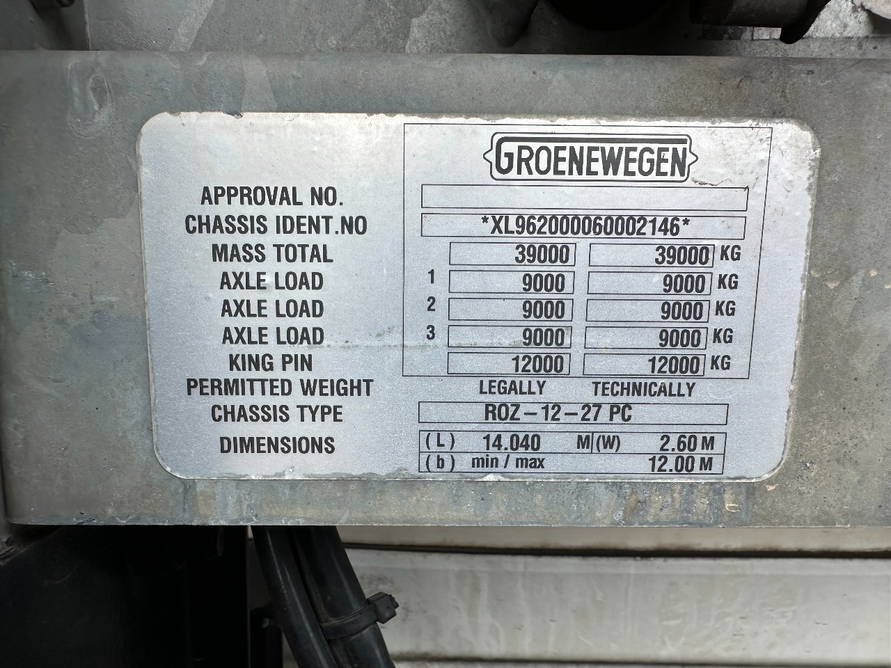 GROENEWEGEN
APPROVAL NO.
CHASSIS IDENT.NO *XL962000060002146*
MASS TOTAL 39000 39000 KG
AXLE LOAD 1 9000 9000 KG
AXLE LOAD 2 9000 9000 KG
AXLE LOAD 3 9000 9000 KG
KING PIN 12000 12000 KG
PERMITTED WEIGHT LEGALLY TECHNICALLY
CHASSIS TYPE ROZ-12-27 PC
DIMENSIONS (L) 14.040 M (W) 2.60 M
(b) min / max 12.00 M